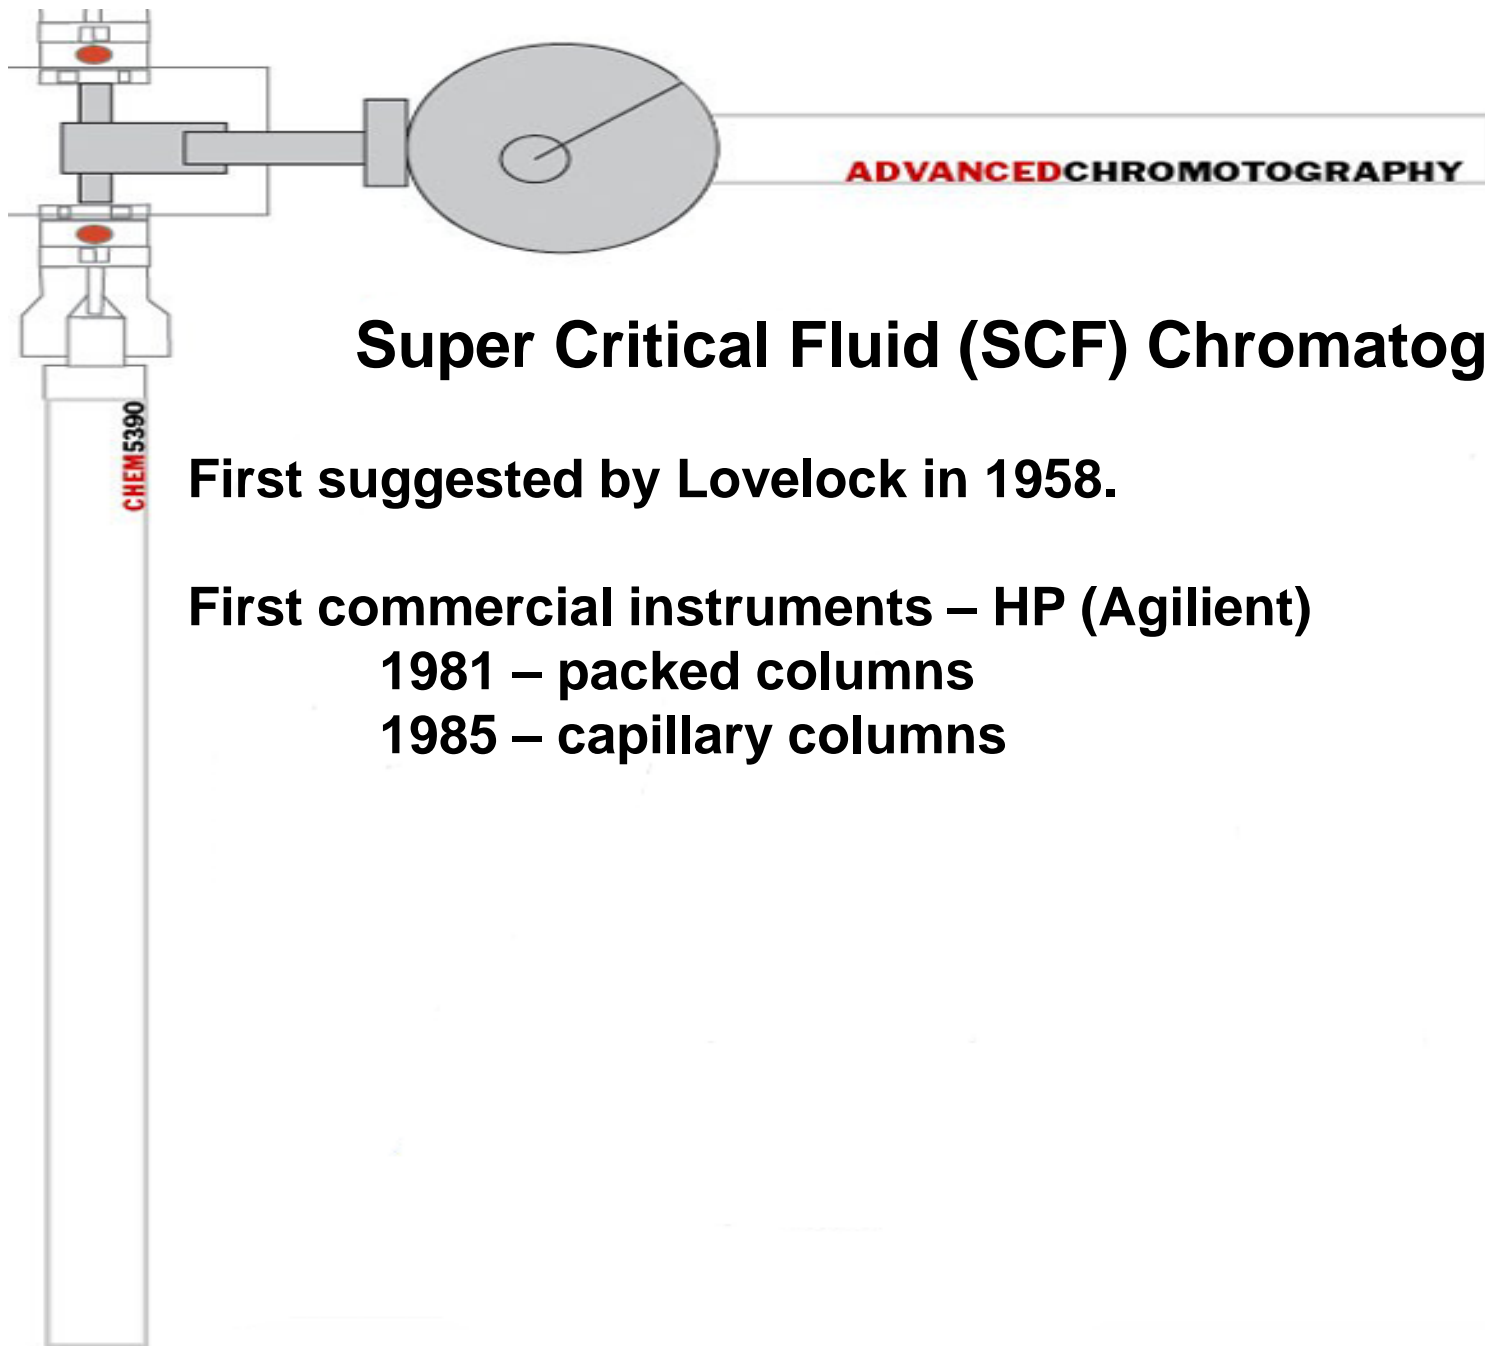 ADVANCEDCHROMOTOGRAPHY
Super Critical Fluid (SCF) Chromatog
CHEM5390
First suggested by Lovelock in 1958.
First commercial instruments – HP (Agilient)
1981 – packed columns
1985 – capillary columns